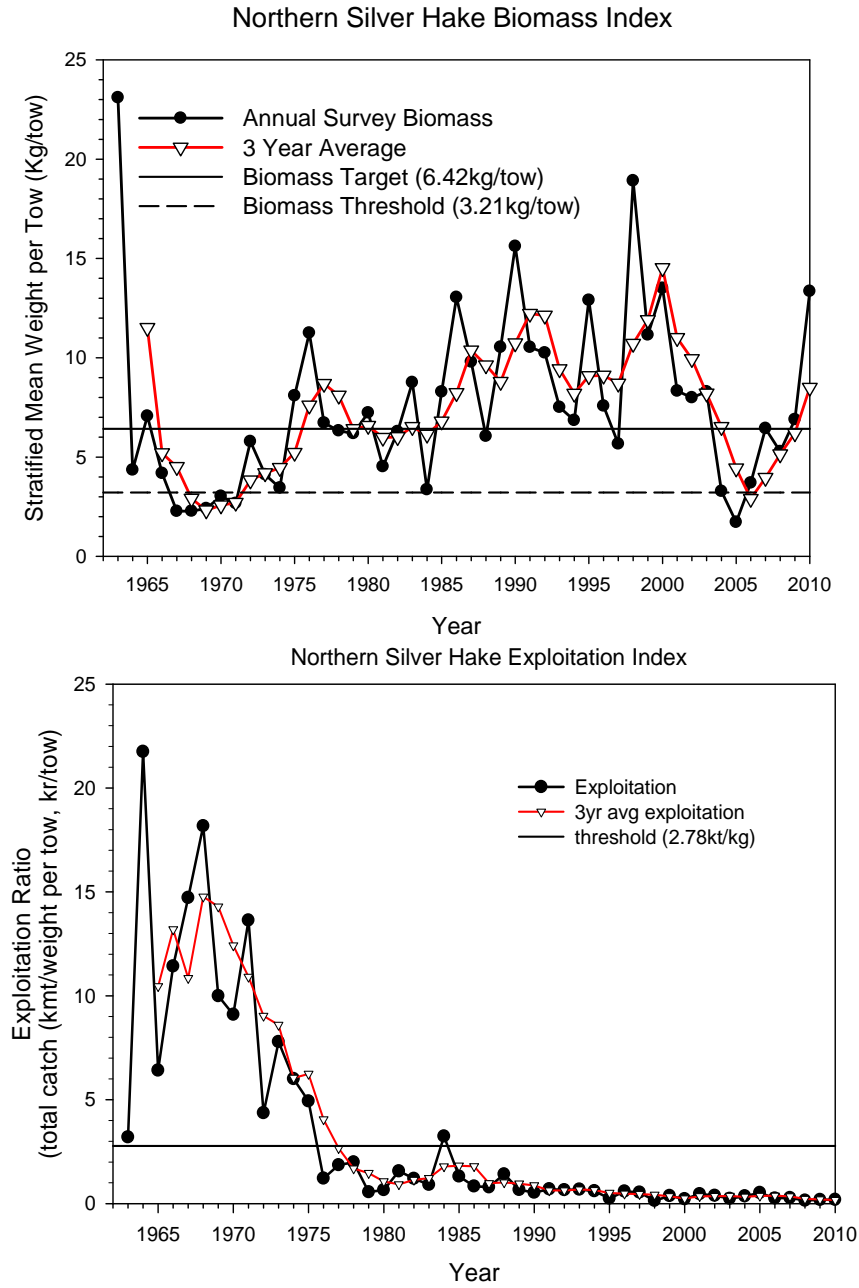 Northern Silver Hake Biomass Index
25
20
15
10
5
0
Stratified Mean Weight per Tow (Kg/tow)
Annual Survey Biomass
3 Year Average
Biomass Target (6.42kg/tow)
Biomass Threshold (3.21kg/tow)
1965 1970 1975 1980 1985 1990 1995 2000 2005 2010
Year
Northern Silver Hake Exploitation Index
25
20
15
10
5
0
Exploitation Ratio
(total catch (kmt/weight per tow, kr/tow)
Exploitation
3yr avg exploitation
threshold (2.78kt/kg)
1965 1970 1975 1980 1985 1990 1995 2000 2005 2010
Year